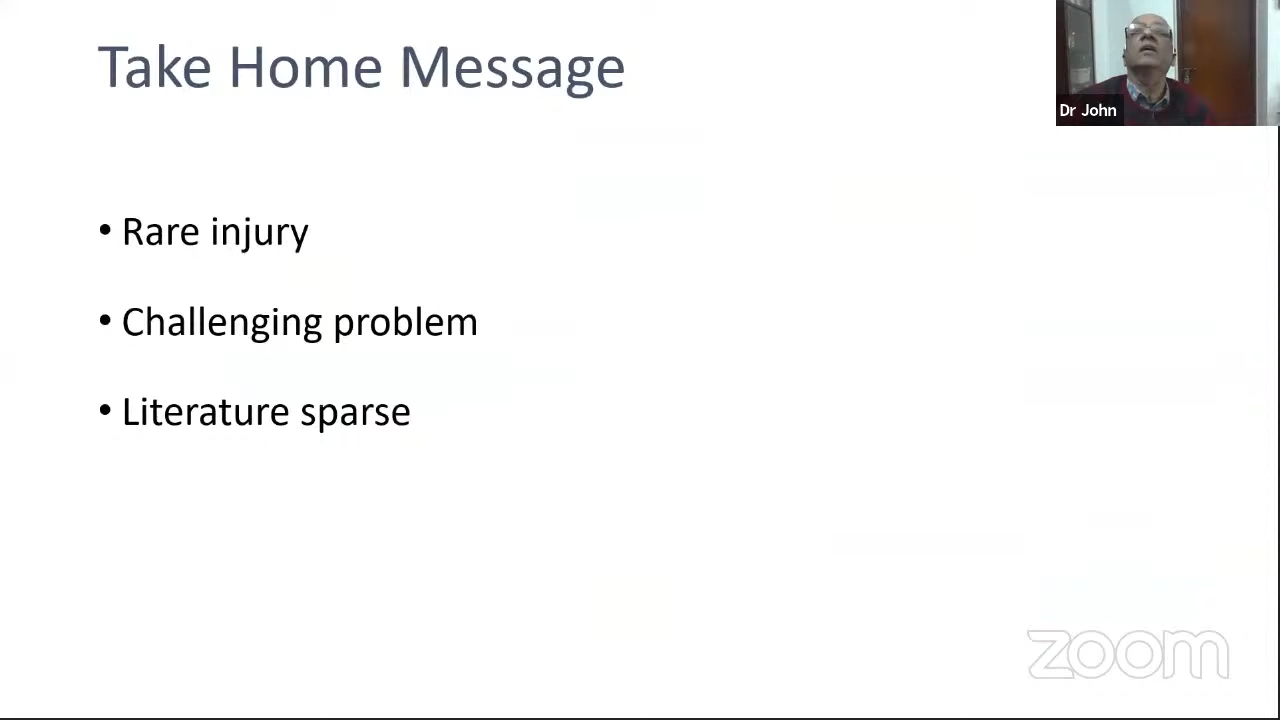 Take Home Message
Dr John
• Rare injury
• Challenging problem
• Literature sparse
zoom